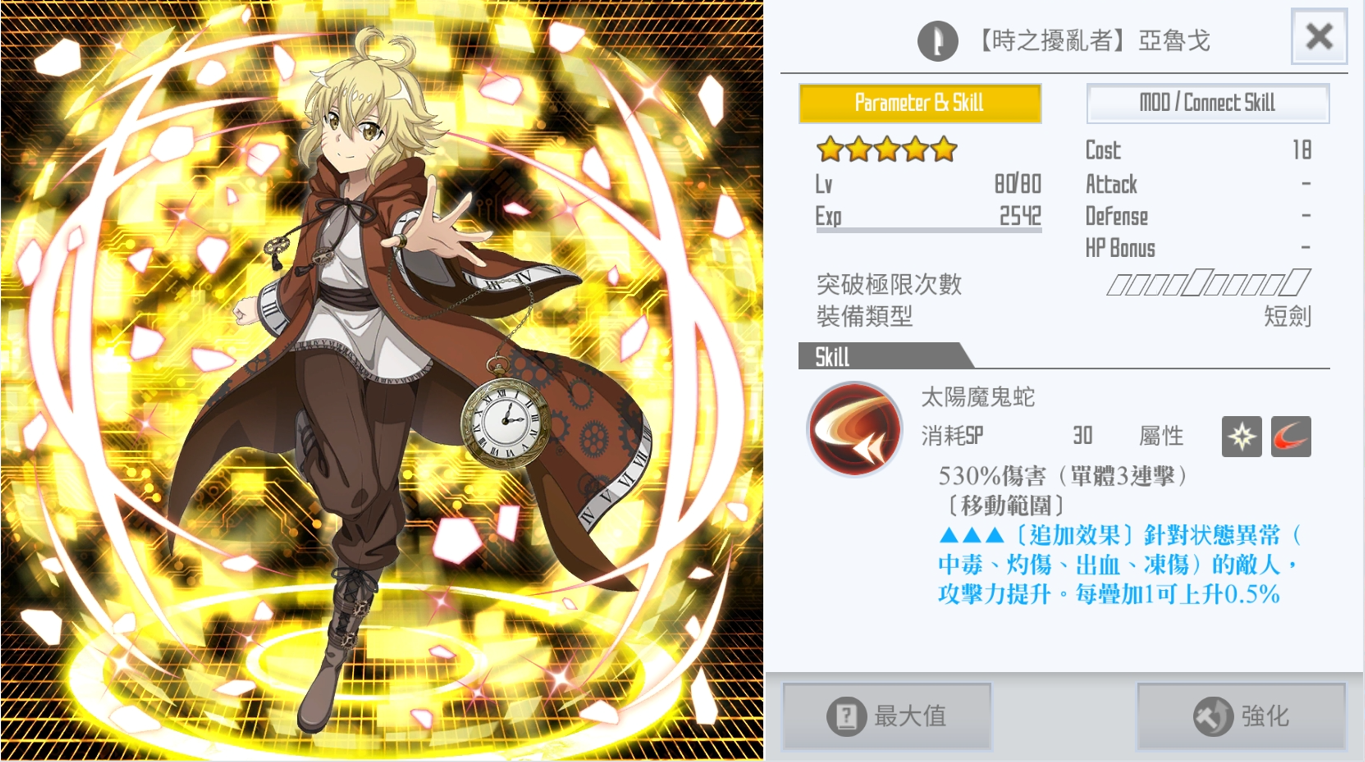 【時之擾亂者】亞魯戈
Parameter & Skill
MOD / Connect Skill
Lv 80/80
Exp 2542
Cost 18
Attack -
Defense -
HP Bonus -
突破極限次數
裝備類型 短劍
Skill
太陽魔鬼蛇
消耗SP 30 屬性
530%傷害（單體3連擊）
〔移動範圍〕
▲▲▲〔追加效果〕針對狀態異常（
中毒、灼傷、出血、凍傷）的敵人，
攻擊力提升。每疊加1可上升0.5%
最大值
強化